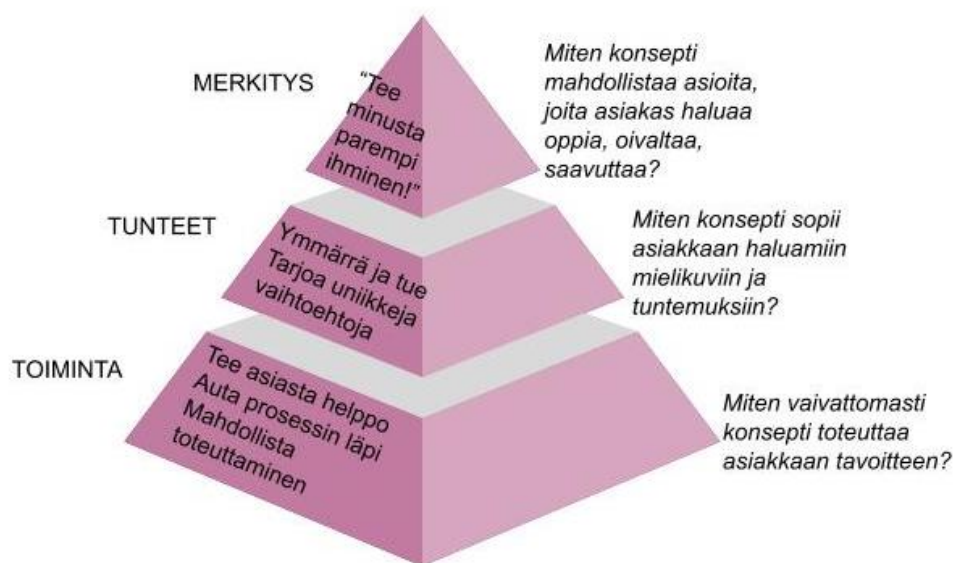 MERKITYS
“Tee
minusta
parempi
ihminen!”
Miten konsepti
mahdollistaa asioita,
joita asiakas haluaa
oppia, oivaltaa,
saavuttaa?
TUNTEET
Ymmärrä ja tue
Tarjoa uniikkeja
vaihtoehtoja
Miten konsepti sopii
asiakkaan haluamiin
mielikuviin ja
tuntemuksiin?
TOIMINTA
Tee asiasta helppo
Auta prosessin läpi
Mahdollista
toteuttaminen
Miten vaivattomasti
konsepti toteuttaa
asiakkaan tavoitteen?